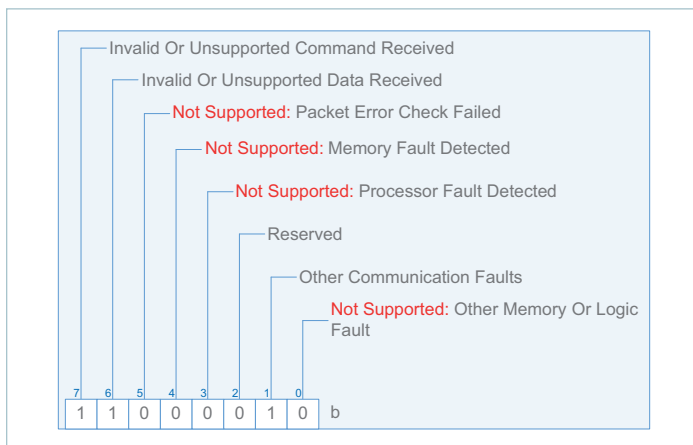 Invalid Or Unsupported Command Received
Invalid Or Unsupported Data Received
Not Supported: Packet Error Check Failed
Not Supported: Memory Fault Detected
Not Supported: Processor Fault Detected
Reserved
Other Communication Faults
Not Supported: Other Memory Or Logic
Fault
7 6 5 4 3 2 1 0
1 1 0 0 0 0 1 0 b